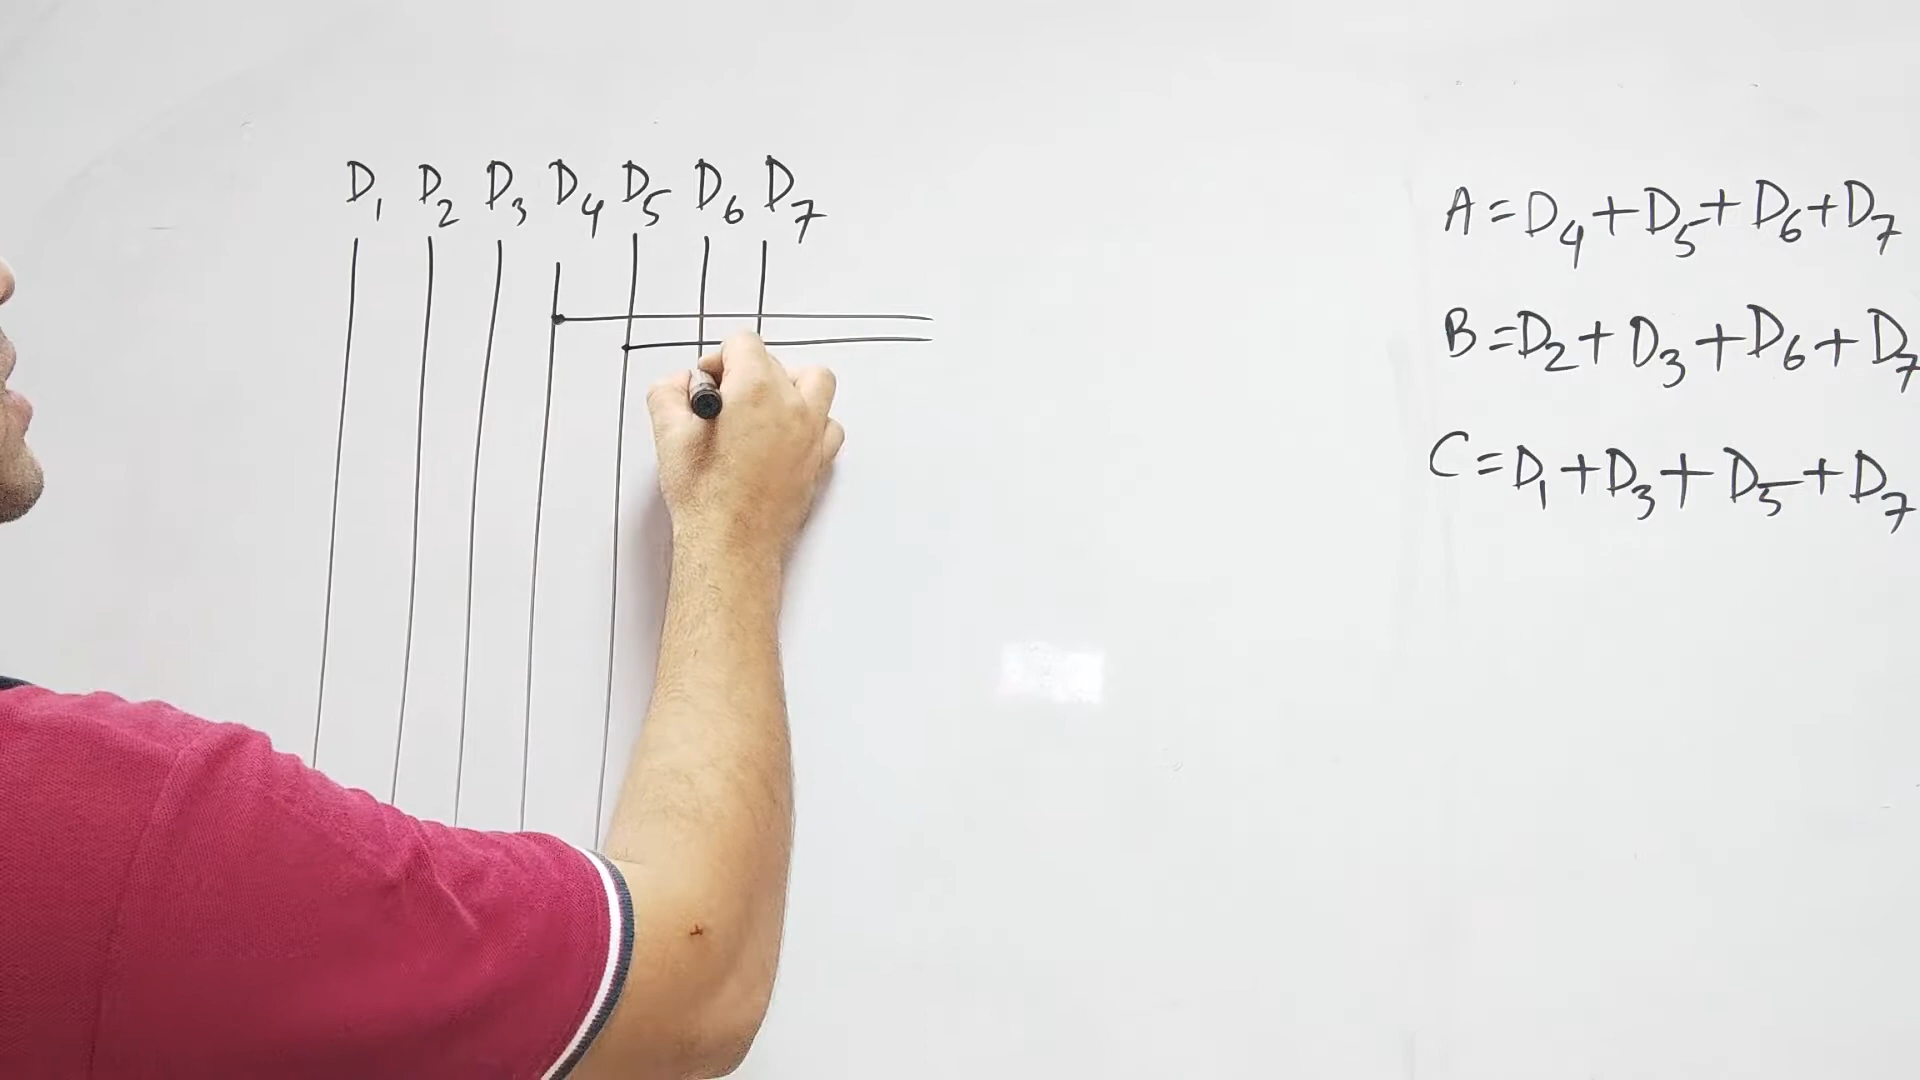 D₁ D₂ D₃ D₄ D₅ D₆ D₇
A=D₄+D₅+D₆+D₇
B=D₂+D₃+D₆+D₇
C=D₁+D₃+D₅+D₇